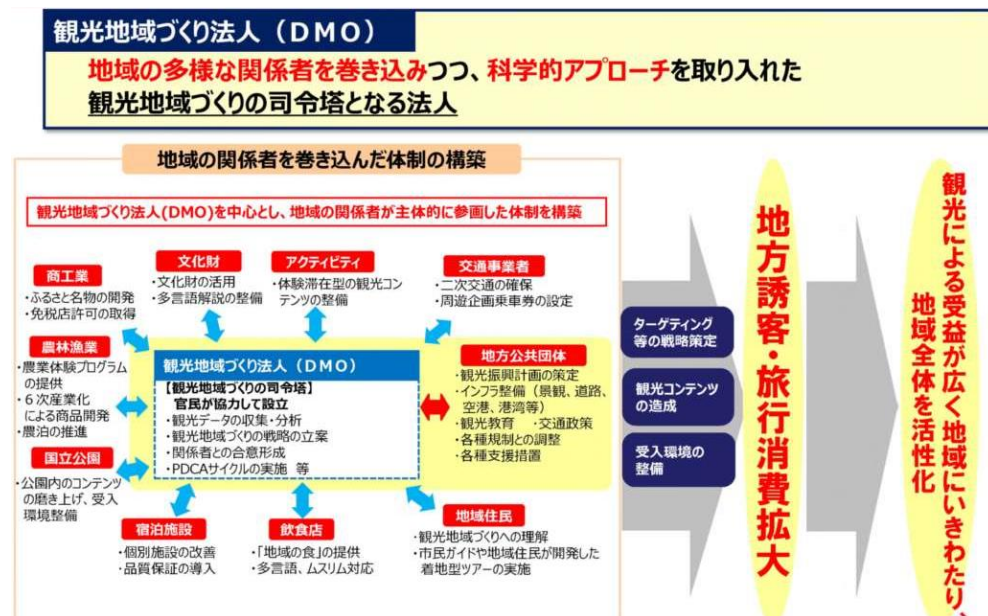 観光地域づくり法人（DMO）
地域の多様な関係者を巻き込みつつ、科学的アプローチを取り入れた
観光地域づくりの司令塔となる法人
地域の関係者を巻き込んだ体制の構築
観光地域づくり法人(DMO)を中心とし、地域の関係者が主体的に参画した体制を構築
商工業
・ふるさと名物の開発
・免税店許可の取得
文化財
・文化財の活用
・多言語解説の整備
アクティビティ
・体験滞在型の観光コン
テンツの整備
交通事業者
・二次交通の確保
・周遊企画乗車券の設定
農林漁業
・農業体験プログラム
の提供
・６次産業化
による商品開発
・農泊の推進
観光地域づくり法人（DMO）
【観光地域づくりの司令塔】
官民が協力して設立
・観光データの収集・分析
・観光地域づくりの戦略の立案
・関係者との合意形成
・PDCAサイクルの実施 等
地方公共団体
・観光振興計画の策定
・インフラ整備（景観、道路、
空港、港湾等）
・観光教育 ・交通政策
・各種規制との調整
・各種支援措置
国立公園
・公園内のコンテンツ
の磨き上げ、受入
環境整備
宿泊施設
・個別施設の改善
・品質保証の導入
飲食店
・「地域の食」の提供
・多言語、ムスリム対応
地域住民
・観光地域づくりへの理解
・市民ガイドや地域住民が開発した
着地型ツアーの実施
ターゲティング
等の戦略策定
観光コンテンツ
の造成
受入環境の
整備
地方誘客・旅行消費拡大
観光による受益が広く地域にいきわたり、
地域全体を活性化